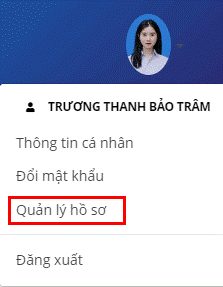 TRƯƠNG THANH BẢO TRÂM
Thông tin cá nhân
Đổi mật khẩu
Quản lý hồ sơ
Đăng xuất